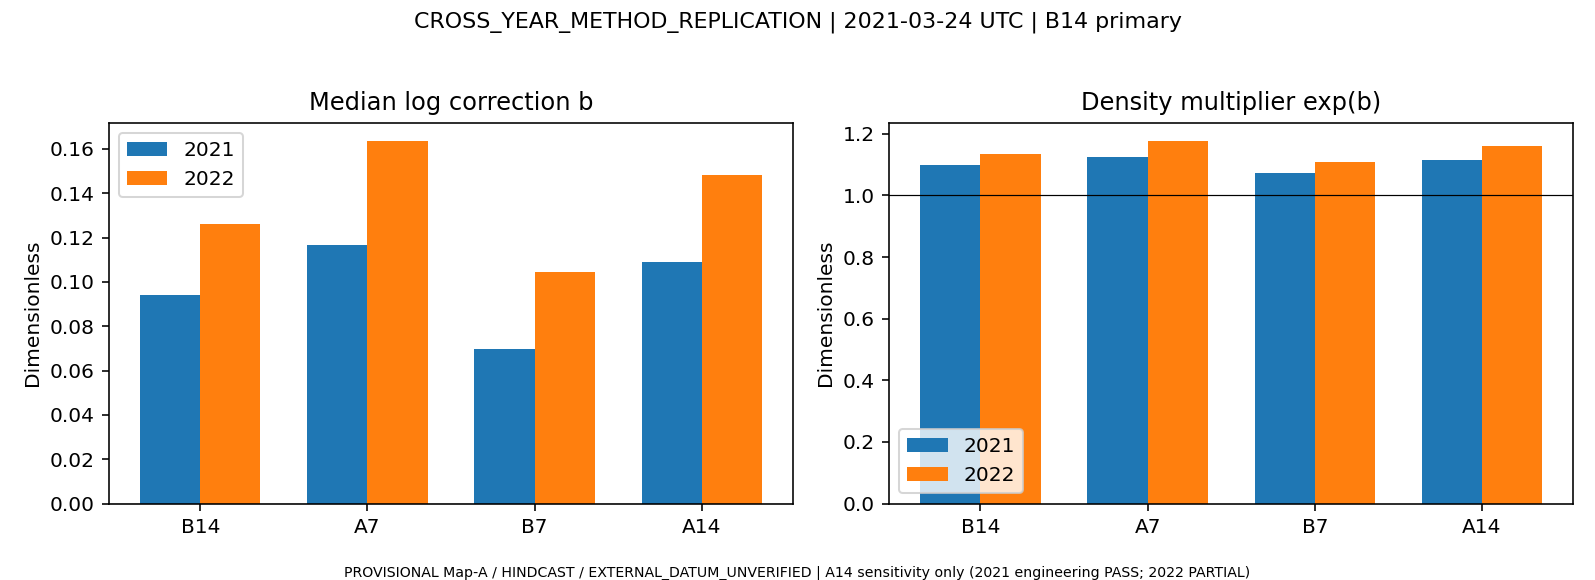 CROSS_YEAR_METHOD_REPLICATION | 2021-03-24 UTC | B14 primary
Median log correction b
Dimensionless
0.16
0.14
0.12
0.10
0.08
0.06
0.04
0.02
0.00
2021
2022
B14 A7 B7 A14
Density multiplier exp(b)
Dimensionless
1.2
1.0
0.8
0.6
0.4
0.2
0.0
2021
2022
B14 A7 B7 A14
PROVISIONAL Map-A / HINDCAST / EXTERNAL_DATUM_UNVERIFIED | A14 sensitivity only (2021 engineering PASS; 2022 PARTIAL)